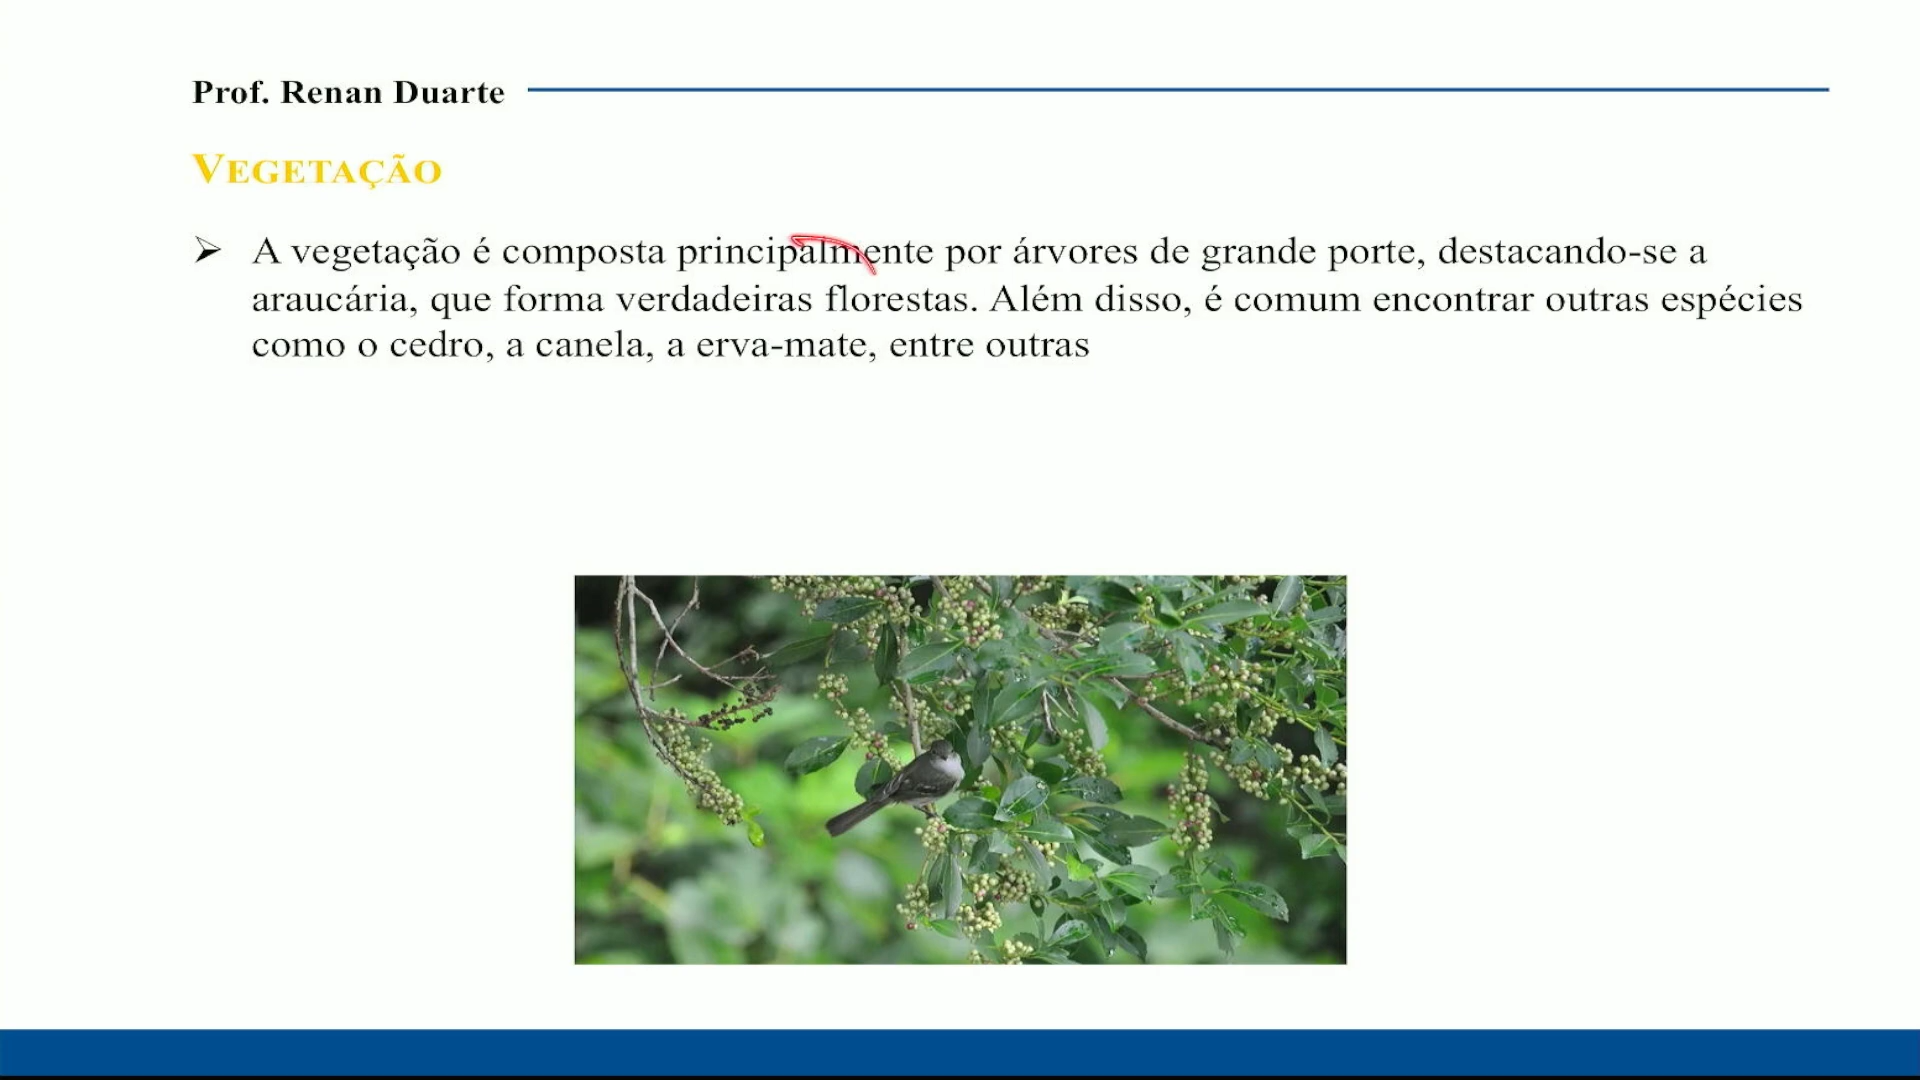 Prof. Renan Duarte
VEGETAÇÃO
➢ A vegetação é composta principalmente por árvores de grande porte, destacando-se a
araucária, que forma verdadeiras florestas. Além disso, é comum encontrar outras espécies
como o cedro, a canela, a erva-mate, entre outras